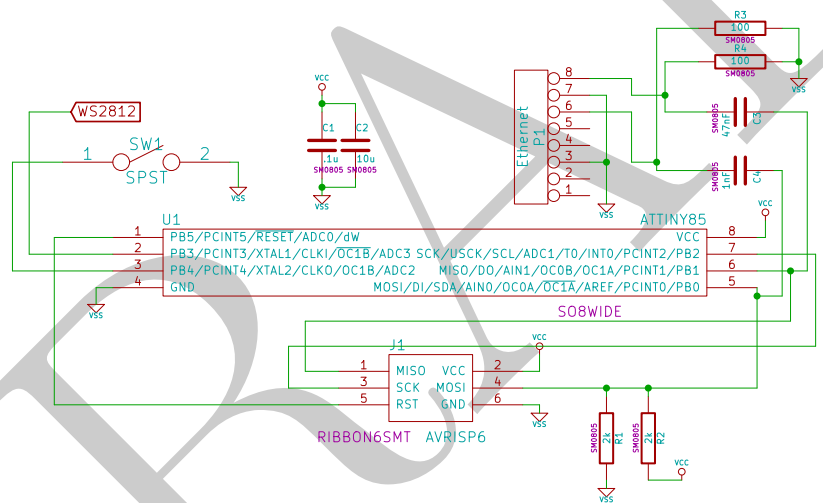 R3
100
SM0805
R4
100
SM0805
VSS
VCC
WS2812
C1
.1u
SM0805
C2
10u
SM0805
VSS
Ethernet
P1
8
7
6
5
4
3
2
1
VSS
SM0805
47nF
C3
SM0805
1nF
C4
SW1
1
2
SPST
VSS
U1
ATTINY85
VCC
1 PB5/PCINT5/RESET/ADC0/dW VCC 8
2 PB3/PCINT3/XTAL1/CLKI/OC1B/ADC3 SCK/USCK/SCL/ADC1/T0/INT0/PCINT2/PB2 7
3 PB4/PCINT4/XTAL2/CLKO/OC1B/ADC2 MISO/DO/AIN1/OC0B/OC1A/PCINT1/PB1 6
4 GND MOSI/DI/SDA/AIN0/OC0A/OC1A/AREF/PCINT0/PB0 5
VSS
SO8WIDE
J1
VCC
1 MISO VCC 2
3 SCK MOSI 4
5 RST GND 6
VSS
RIBBON6SMT AVRISP6
SM0805
2k
R1
SM0805
2k
R2
VCC
VSS